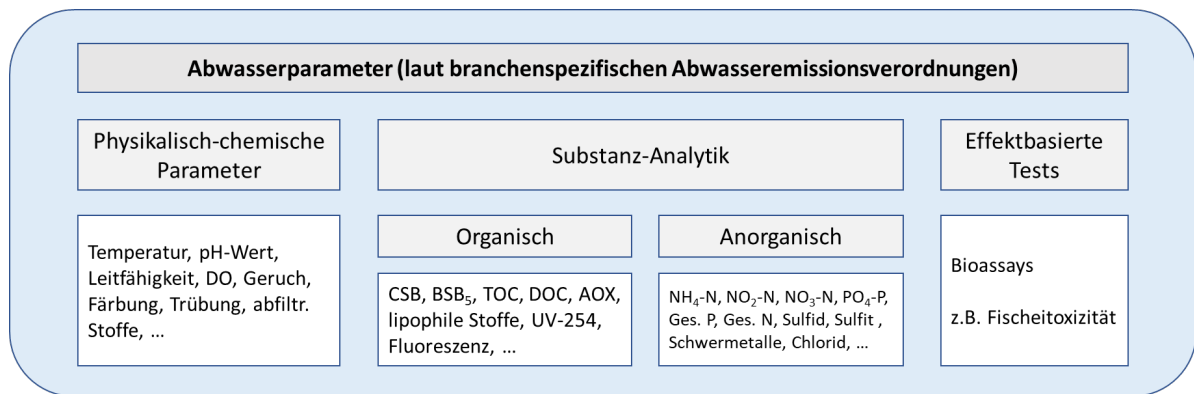 Abwasserparameter (laut branchenspezifischen Abwasseremissionsverordnungen)
Physikalisch-chemische
Parameter
Temperatur, pH-Wert,
Leitfähigkeit, DO, Geruch,
Färbung, Trübung, abfiltr.
Stoffe, ...
Substanz-Analytik
Organisch
CSB, BSB₅, TOC, DOC, AOX,
lipophile Stoffe, UV-254,
Fluoreszenz, ...
Anorganisch
NH₄-N, NO₂-N, NO₃-N, PO₄-P,
Ges. P, Ges. N, Sulfid, Sulfit ,
Schwermetalle, Chlorid, ...
Effektbasierte
Tests
Bioassays
z.B. Fischeitoxizität